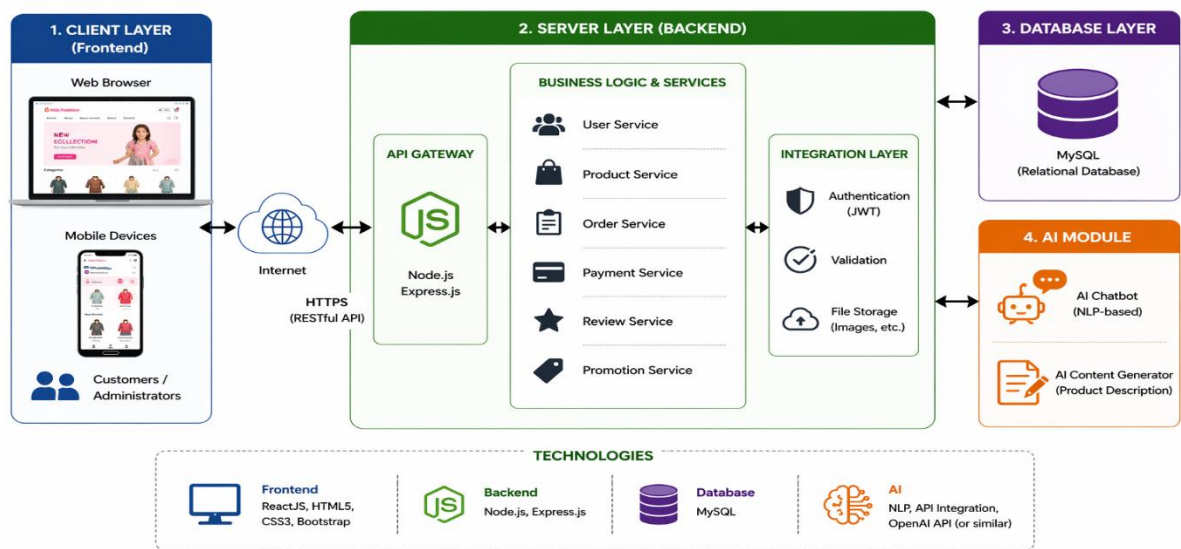 1. CLIENT LAYER
(Frontend)
Web Browser
NEW
COLLECTION
Categories
Mobile Devices
Customers /
Administrators
Internet
HTTPS
(RESTful API)
2. SERVER LAYER (BACKEND)
API GATEWAY
JS
Node.js
Express.js
BUSINESS LOGIC & SERVICES
User Service
Product Service
Order Service
Payment Service
Review Service
Promotion Service
INTEGRATION LAYER
Authentication
(JWT)
Validation
File Storage
(Images, etc.)
3. DATABASE LAYER
MySQL
(Relational Database)
4. AI MODULE
AI Chatbot
(NLP-based)
AI Content Generator
(Product Description)
TECHNOLOGIES
Frontend
ReactJS, HTML5,
CSS3, Bootstrap
JS
Backend
Node.js, Express.js
Database
MySQL
AI
NLP, API Integration,
OpenAI API (or similar)